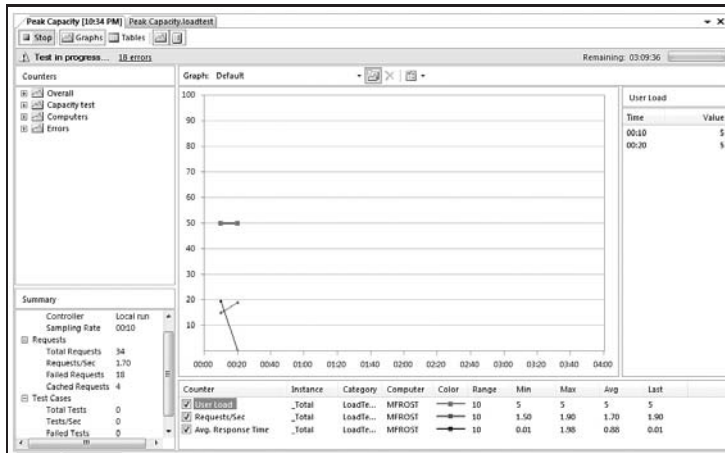 Peak Capacity [10:34 PM] Peak Capacity.loadtest
Stop Graphs Tables
Test in progress... 18 errors Remaining: 03:09:36
Counters
Overall
Capacity test
Computers
Errors
Graph: Default
100
90
80
70
60
50
40
30
20
10
00:00 00:20 00:40 01:00 01:20 01:40 02:00 02:20 02:40 03:00 03:20 03:40 04:00
User Load
Time Value
00:10 5
00:20 5
Summary
Controller Local run
Sampling Rate 00:10
Requests
Total Requests 34
Requests/Sec 1.70
Failed Requests 18
Cached Requests 4
Test Cases
Total Tests 0
Tests/Sec 0
Failed Tests 0
Counter Instance Category Computer Color Range Min Max Avg Last
User Load _Total LoadTe... MFROST 10 5 5 5 5
Requests/Sec _Total LoadTe... MFROST 10 1.50 1.90 1.70 1.90
Avg. Response Time _Total LoadTe... MFROST 10 0.01 1.98 0.88 0.01